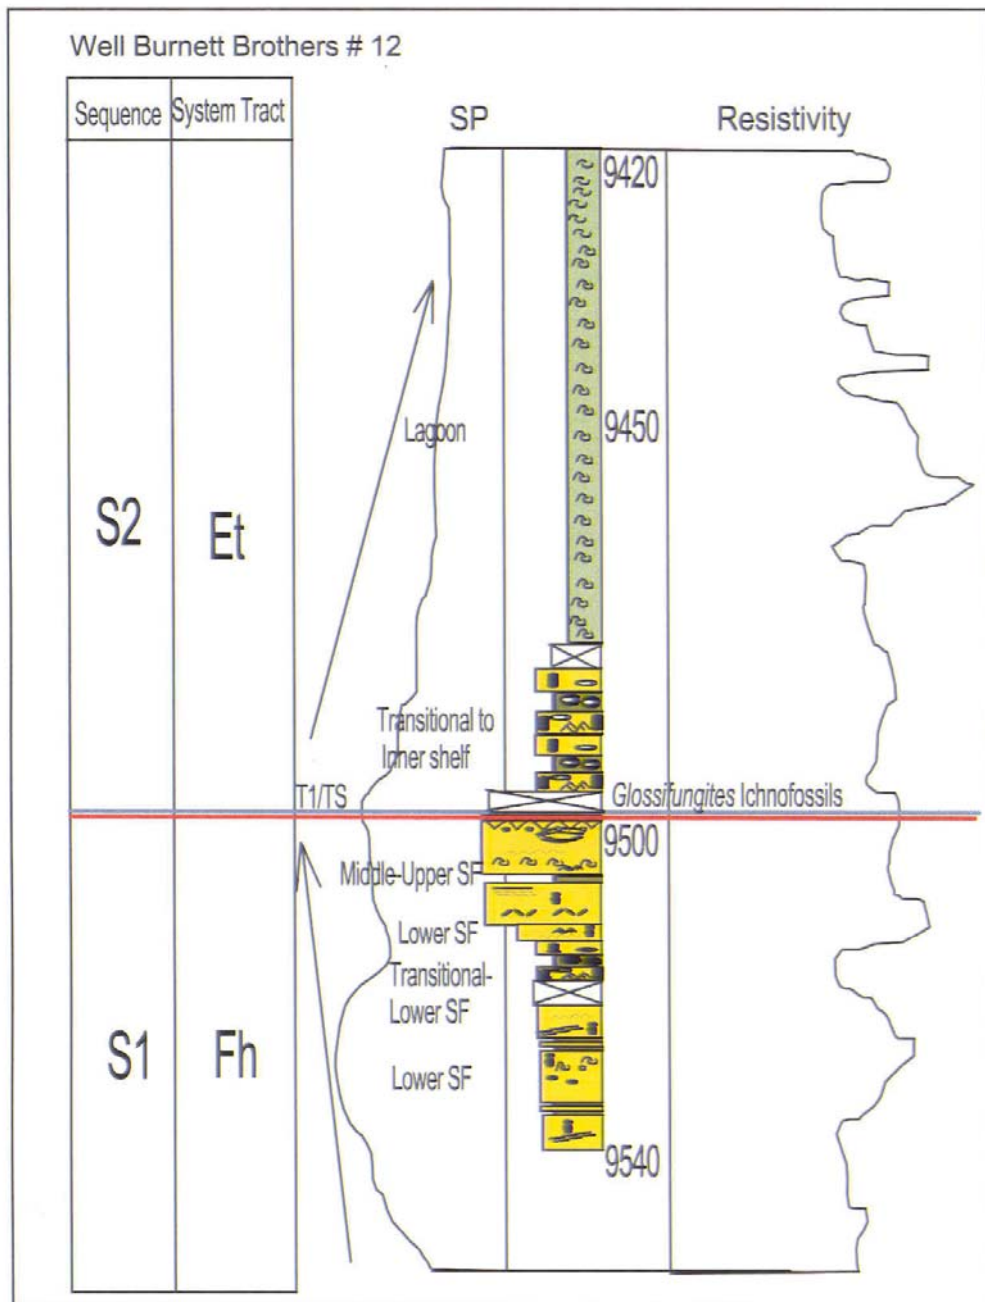 Well Burnett Brothers # 12
Sequence
System Tract
SP
Resistivity
9420
Lagoon
9450
S2
Et
Transitional to
Inner shelf
T1/TS
Glossifungites Ichnofossils
9500
Middle-Upper SF
Lower SF
Transitional-
Lower SF
S1
Fh
Lower SF
9540